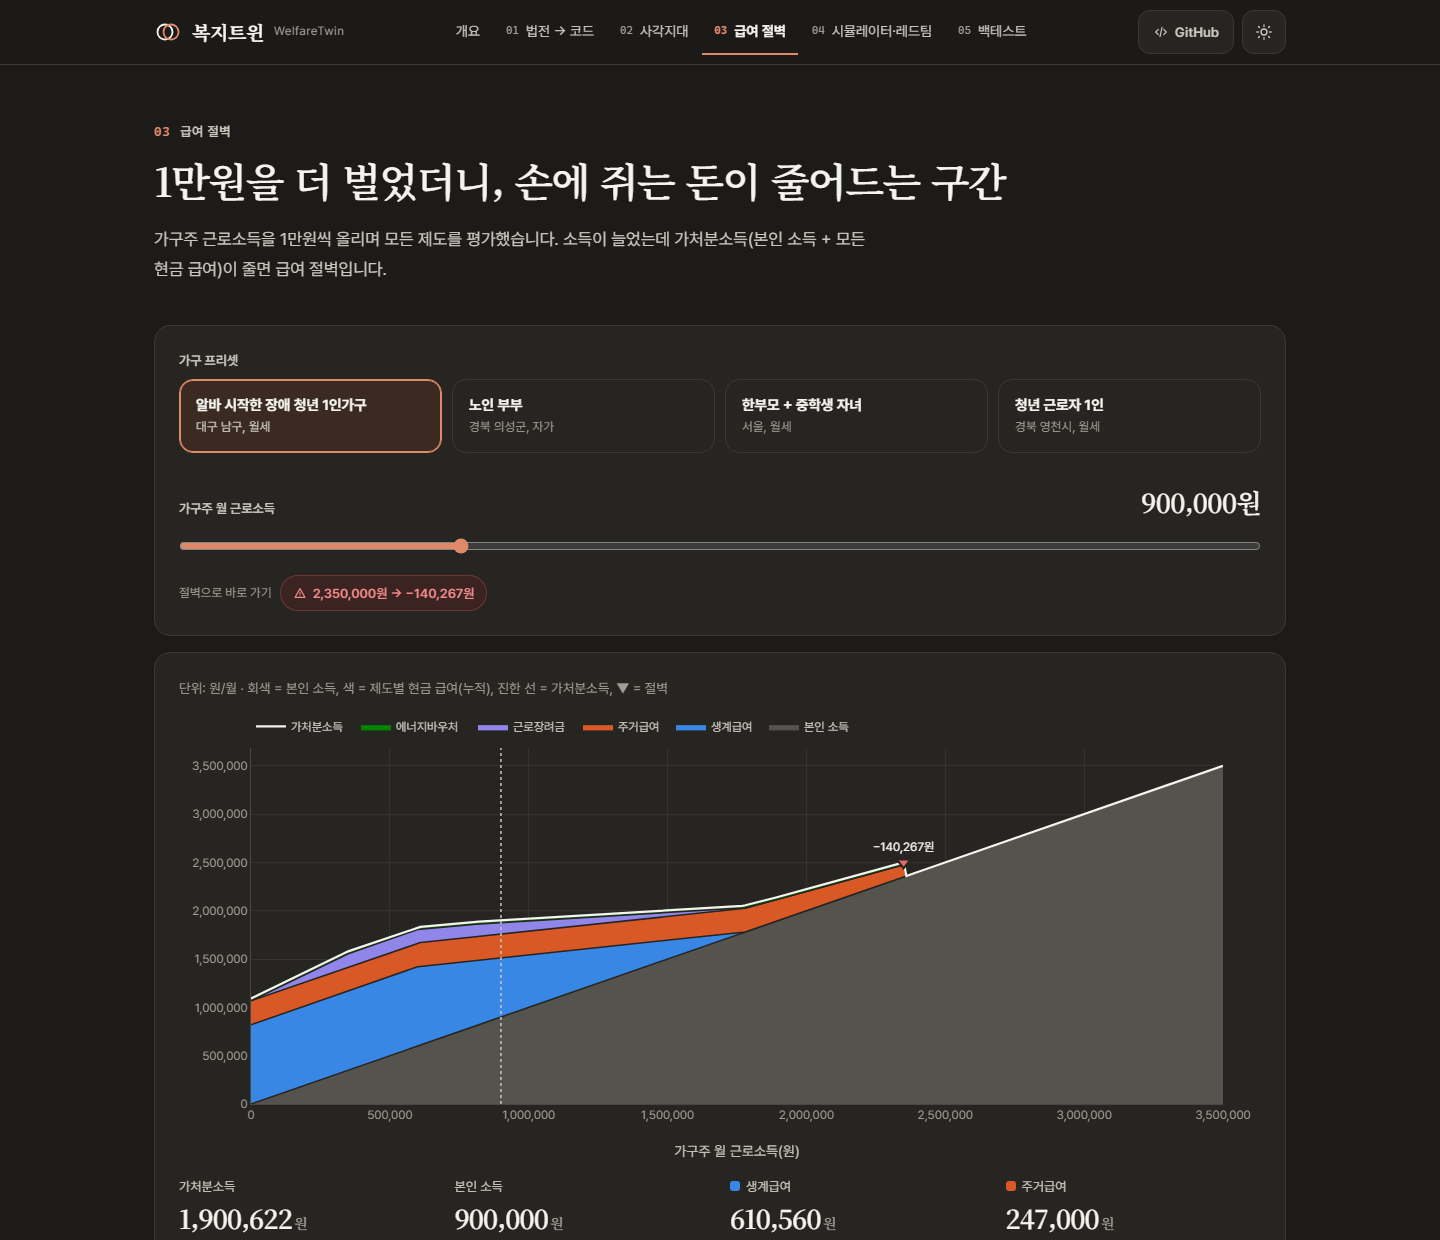 복지트윈 WelfareTwin
개요
01 법전 → 코드
02 사각지대
03 급여 절벽
04 시뮬레이터·레드팀
05 백테스트
GitHub
03 급여 절벽
1만원을 더 벌었더니, 손에 쥐는 돈이 줄어드는 구간
가구주 근로소득을 1만원씩 올리며 모든 제도를 평가했습니다. 소득이 늘었는데 가처분소득(본인 소득 + 모든
현금 급여)이 줄면 급여 절벽입니다.
가구 프리셋
알바 시작한 장애 청년 1인가구
대구 남구, 월세
노인 부부
경북 의성군, 자가
한부모 + 중학생 자녀
서울, 월세
청년 근로자 1인
경북 영천시, 월세
가구주 월 근로소득
900,000원
절벽으로 바로 가기
2,350,000원 → −140,267원
단위: 원/월 · 회색 = 본인 소득, 색 = 제도별 현금 급여(누적), 진한 선 = 가처분소득, ▼ = 절벽
가처분소득
에너지바우처
근로장려금
주거급여
생계급여
본인 소득
3,500,000
3,000,000
2,500,000
2,000,000
1,500,000
1,000,000
500,000
0
−140,267원
0
500,000
1,000,000
1,500,000
2,000,000
2,500,000
3,000,000
3,500,000
가구주 월 근로소득(원)
가처분소득
1,900,622원
본인 소득
900,000원
생계급여
610,560원
주거급여
247,000원